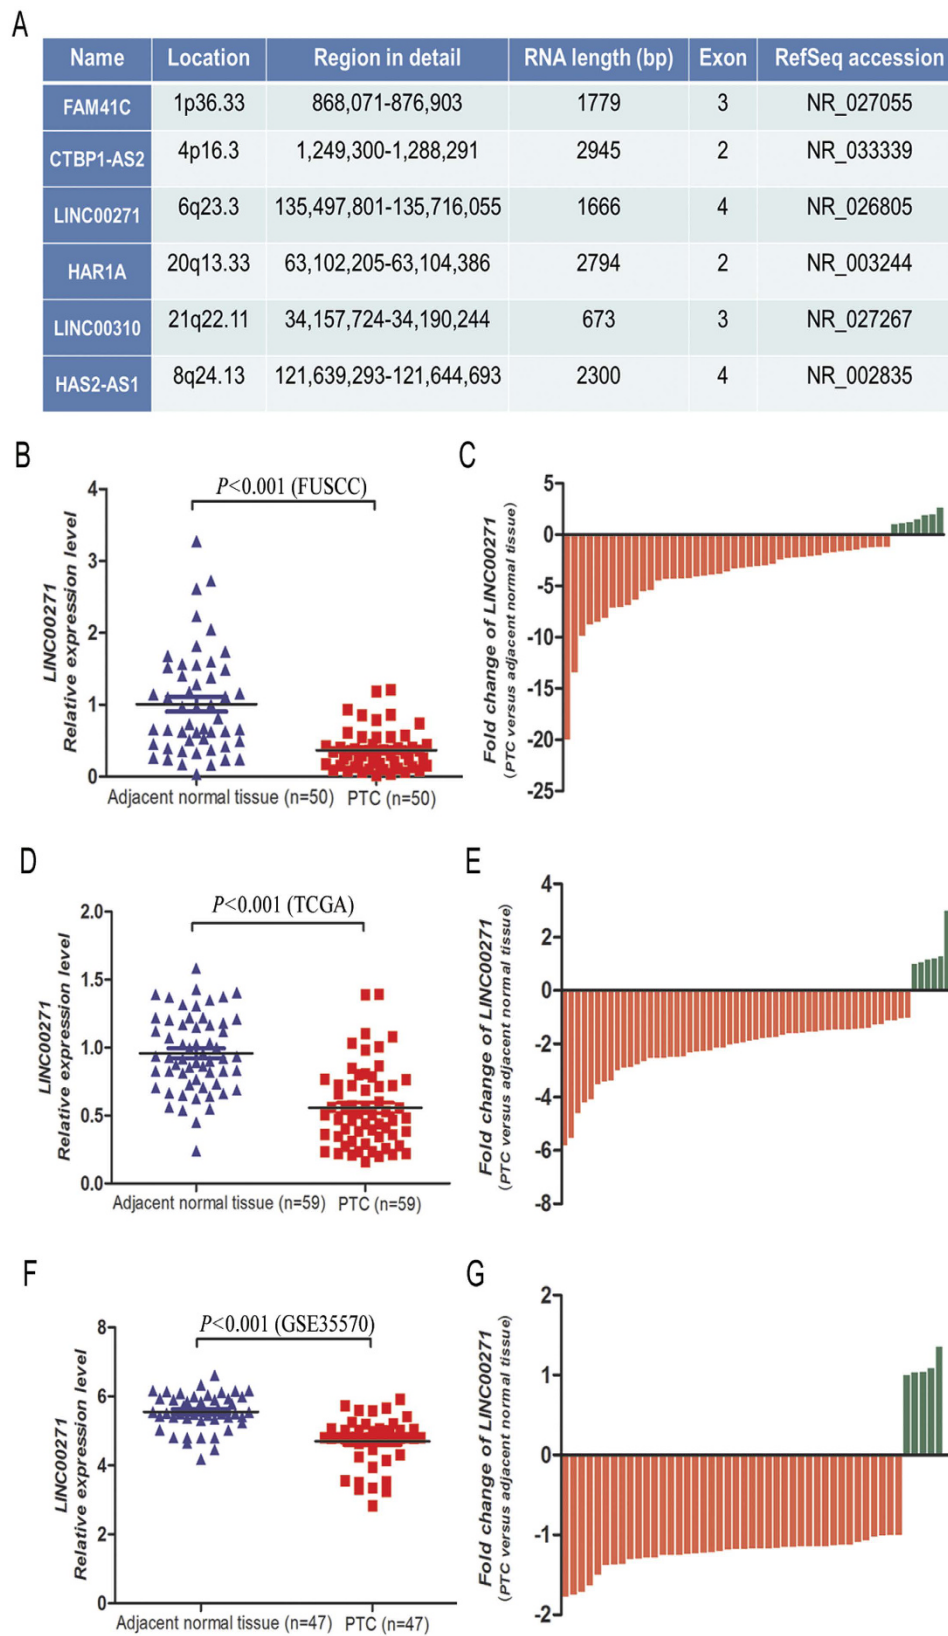 A
Name Location Region in detail RNA length (bp) Exon RefSeq accession
FAM41C 1p36.33 868,071-876,903 1779 3 NR_027055
CTBP1-AS2 4p16.3 1,249,300-1,288,291 2945 2 NR_033339
LINC00271 6q23.3 135,497,801-135,716,055 1666 4 NR_026805
HAR1A 20q13.33 63,102,205-63,104,386 2794 2 NR_003244
LINC00310 21q22.11 34,157,724-34,190,244 673 3 NR_027267
HAS2-AS1 8q24.13 121,639,293-121,644,693 2300 4 NR_002835
B
P<0.001 (FUSCC)
LINC00271
Relative expression level
4
3
2
1
0
Adjacent normal tissue (n=50) PTC (n=50)
C
Fold change of LINC00271
(PTC versus adjacent normal tissue)
5
0
-5
-10
-15
-20
-25
D
P<0.001 (TCGA)
LINC00271
Relative expression level
2.0
1.5
1.0
0.5
0.0
Adjacent normal tissue (n=59) PTC (n=59)
E
Fold change of LINC00271
(PTC versus adjacent normal tissue)
4
2
0
-2
-4
-6
-8
F
P<0.001 (GSE35570)
LINC00271
Relative expression level
8
6
4
2
0
Adjacent normal tissue (n=47) PTC (n=47)
G
Fold change of LINC00271
(PTC versus adjacent normal tissue)
2
1
0
-1
-2